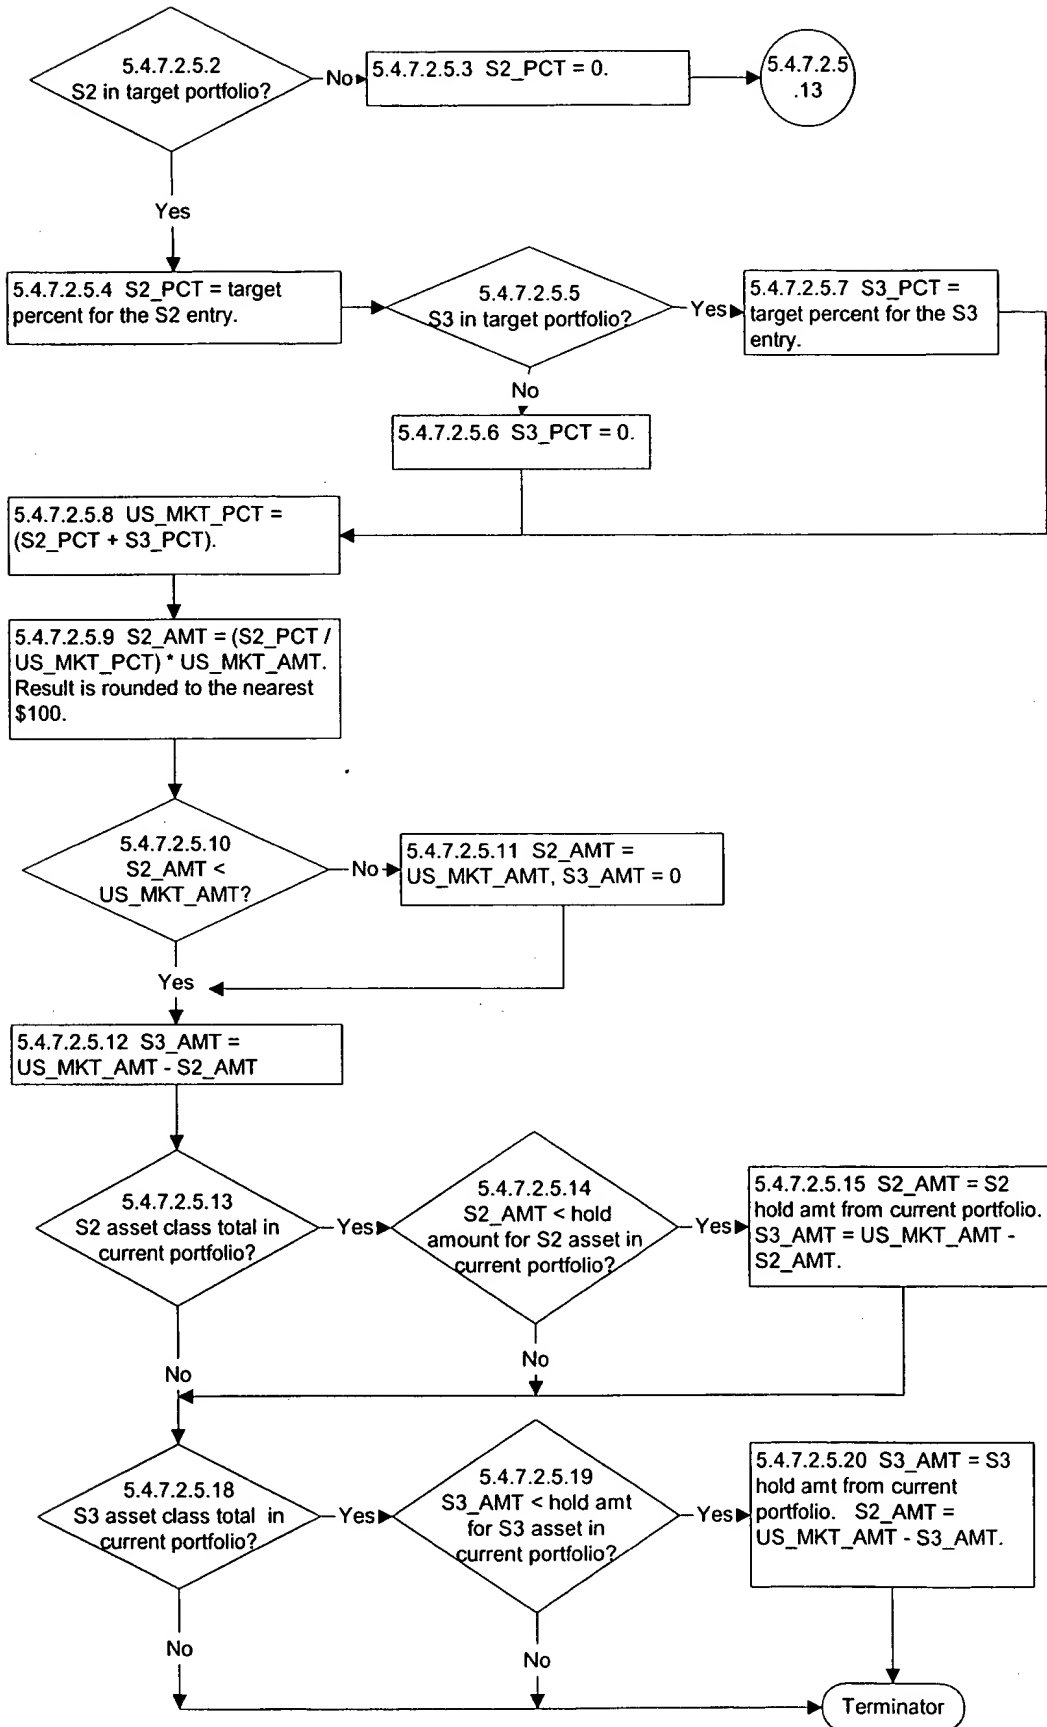 5.4.7.2.5.2
S2 in target portfolio?
No
5.4.7.2.5.3 S2_PCT = 0.
5.4.7.2.5
.13
Yes
5.4.7.2.5.4 S2_PCT = target
percent for the S2 entry.
5.4.7.2.5.5
S3 in target portfolio?
Yes
5.4.7.2.5.7 S3_PCT =
target percent for the S3
entry.
No
5.4.7.2.5.6 S3_PCT = 0.
5.4.7.2.5.8 US_MKT_PCT =
(S2_PCT + S3_PCT).
5.4.7.2.5.9 S2_AMT = (S2_PCT /
US_MKT_PCT) * US_MKT_AMT.
Result is rounded to the nearest
$100.
5.4.7.2.5.10
S2_AMT <
US_MKT_AMT?
No
5.4.7.2.5.11 S2_AMT =
US_MKT_AMT, S3_AMT = 0
Yes
5.4.7.2.5.12 S3_AMT =
US_MKT_AMT - S2_AMT
5.4.7.2.5.13
S2 asset class total in
current portfolio?
Yes
5.4.7.2.5.14
S2_AMT < hold
amount for S2 asset in
current portfolio?
Yes
5.4.7.2.5.15 S2_AMT = S2
hold amt from current portfolio.
S3_AMT = US_MKT_AMT -
S2_AMT.
No
No
5.4.7.2.5.18
S3 asset class total in
current portfolio?
Yes
5.4.7.2.5.19
S3_AMT < hold amt
for S3 asset in
current portfolio?
Yes
5.4.7.2.5.20 S3_AMT = S3
hold amt from current
portfolio. S2_AMT =
US_MKT_AMT - S3_AMT.
No
No
Terminator